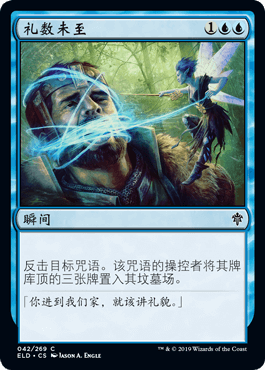 礼数未至
1
瞬间
反击目标咒语。该咒语的操控者将其牌
库顶的三张牌置入其坟墓场。
「你进到我们家，就该讲礼貌。」
042/269 C
ELD • CS JASON A. ENGLE
™ & © 2019 Wizards of the Coast